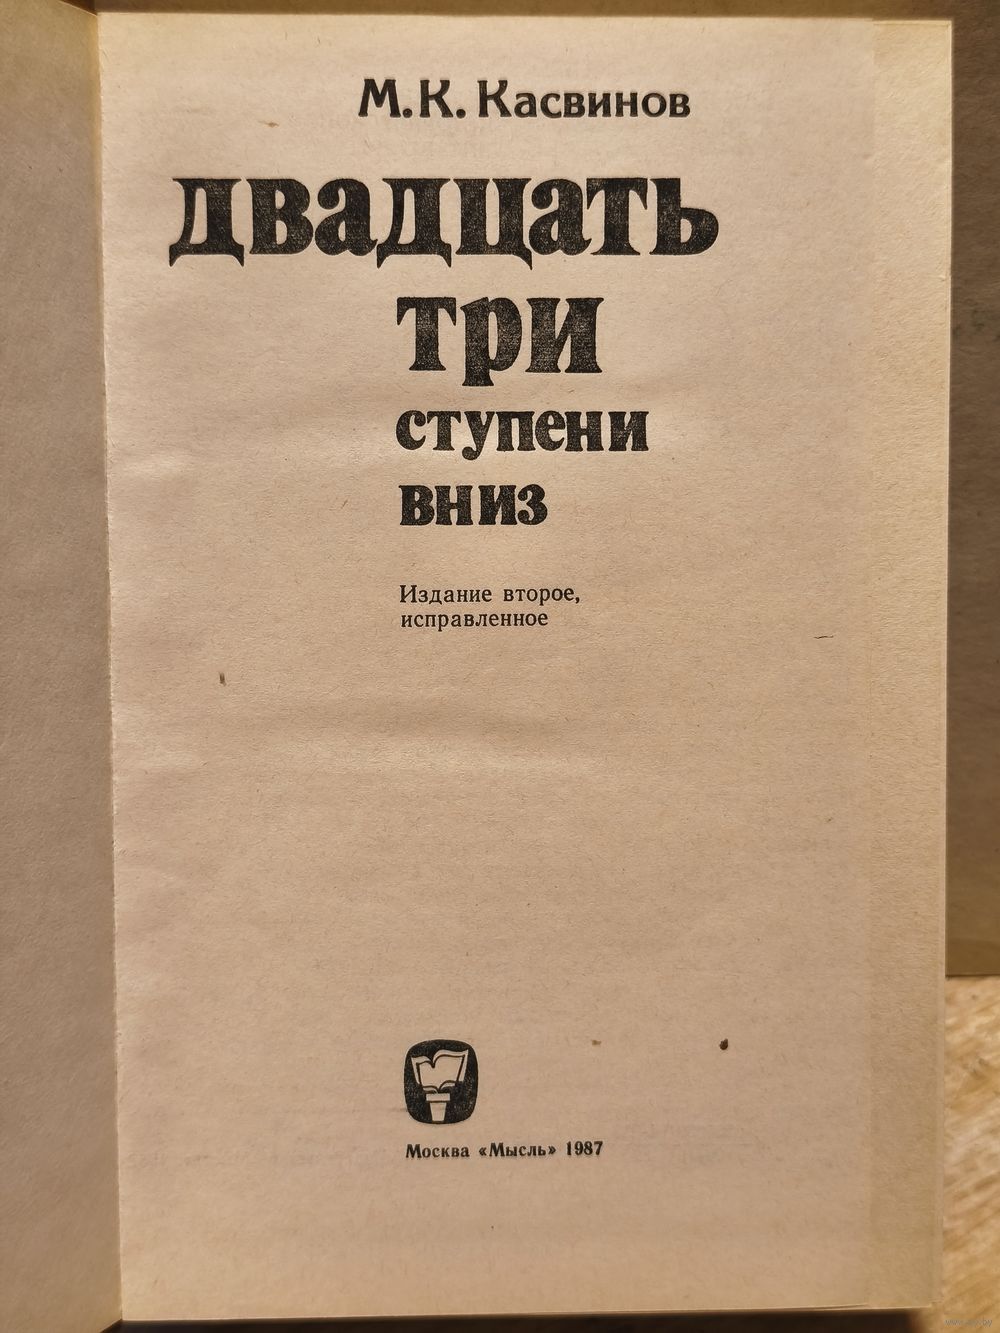 М. К. Касвинов
двадцать
три
ступени
вниз
Издание второе,
исправленное
Москва «Мысль» 1987